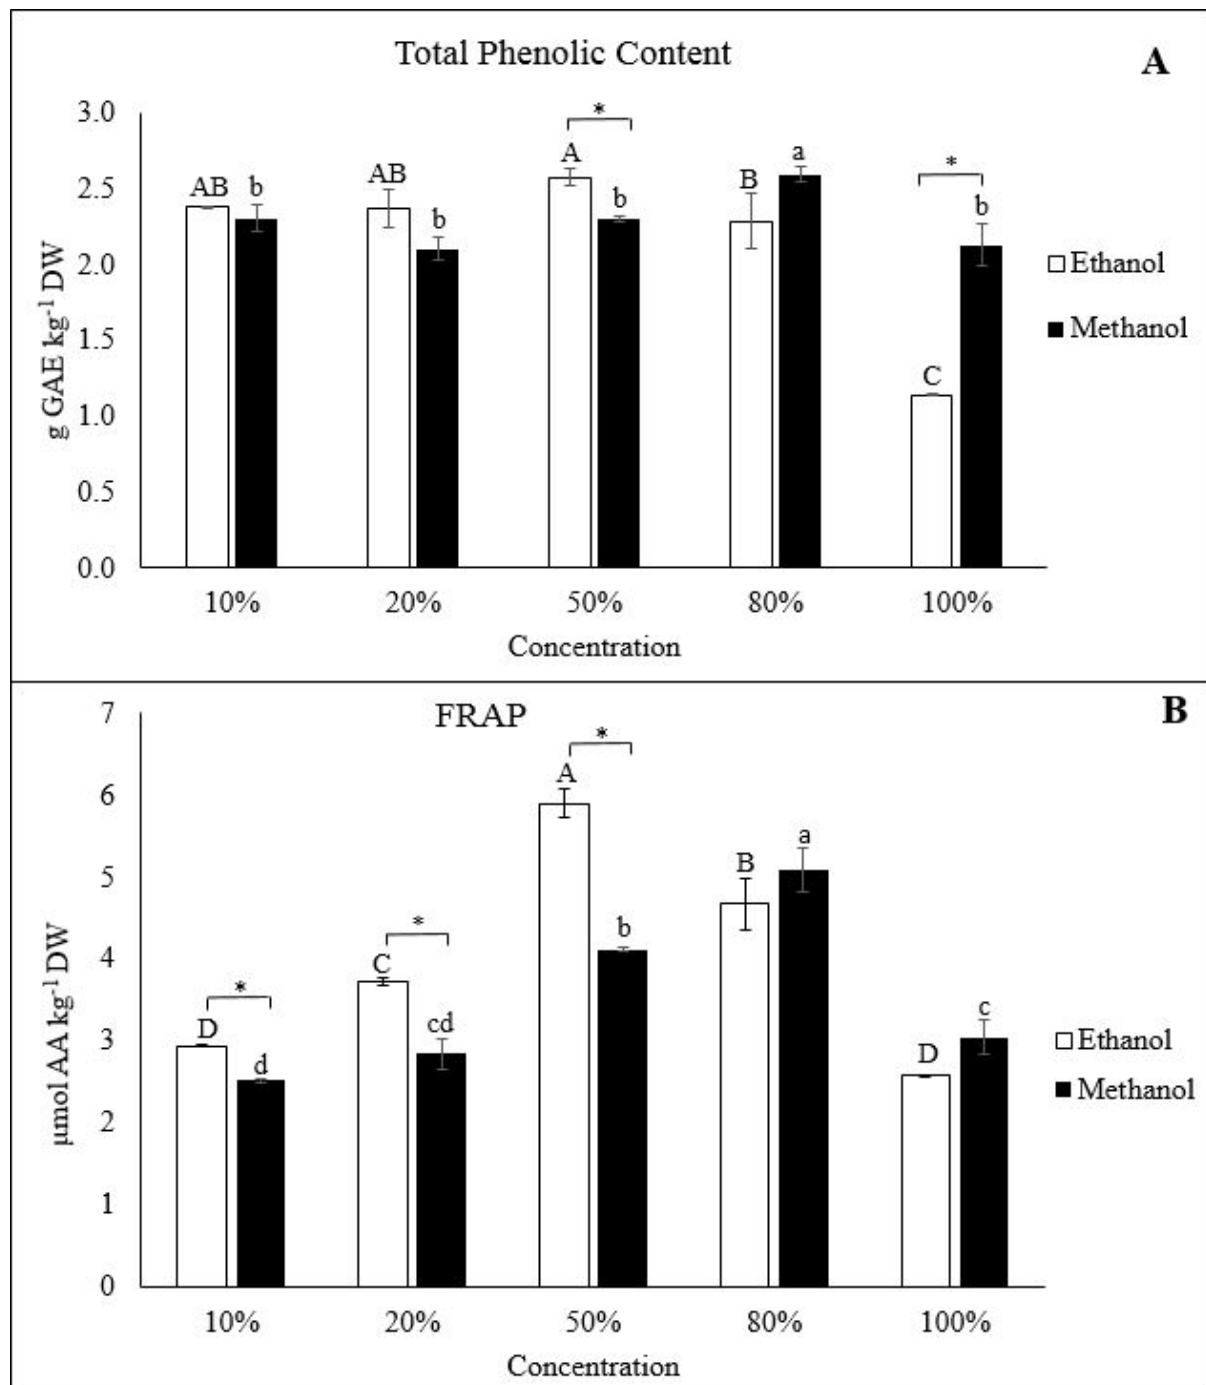 Total Phenolic Content
A
3.0
2.5
2.0
1.5
1.0
0.5
0.0
g GAE kg⁻¹ DW
AB
b
AB
b
*
A
b
B
a
*
C
b
Ethanol
Methanol
10% 20% 50% 80% 100%
Concentration
FRAP
B
7
6
5
4
3
2
1
0
µmol AA kg⁻¹ DW
*
D
d
*
C
cd
*
A
b
B
a
D
c
Ethanol
Methanol
10% 20% 50% 80% 100%
Concentration